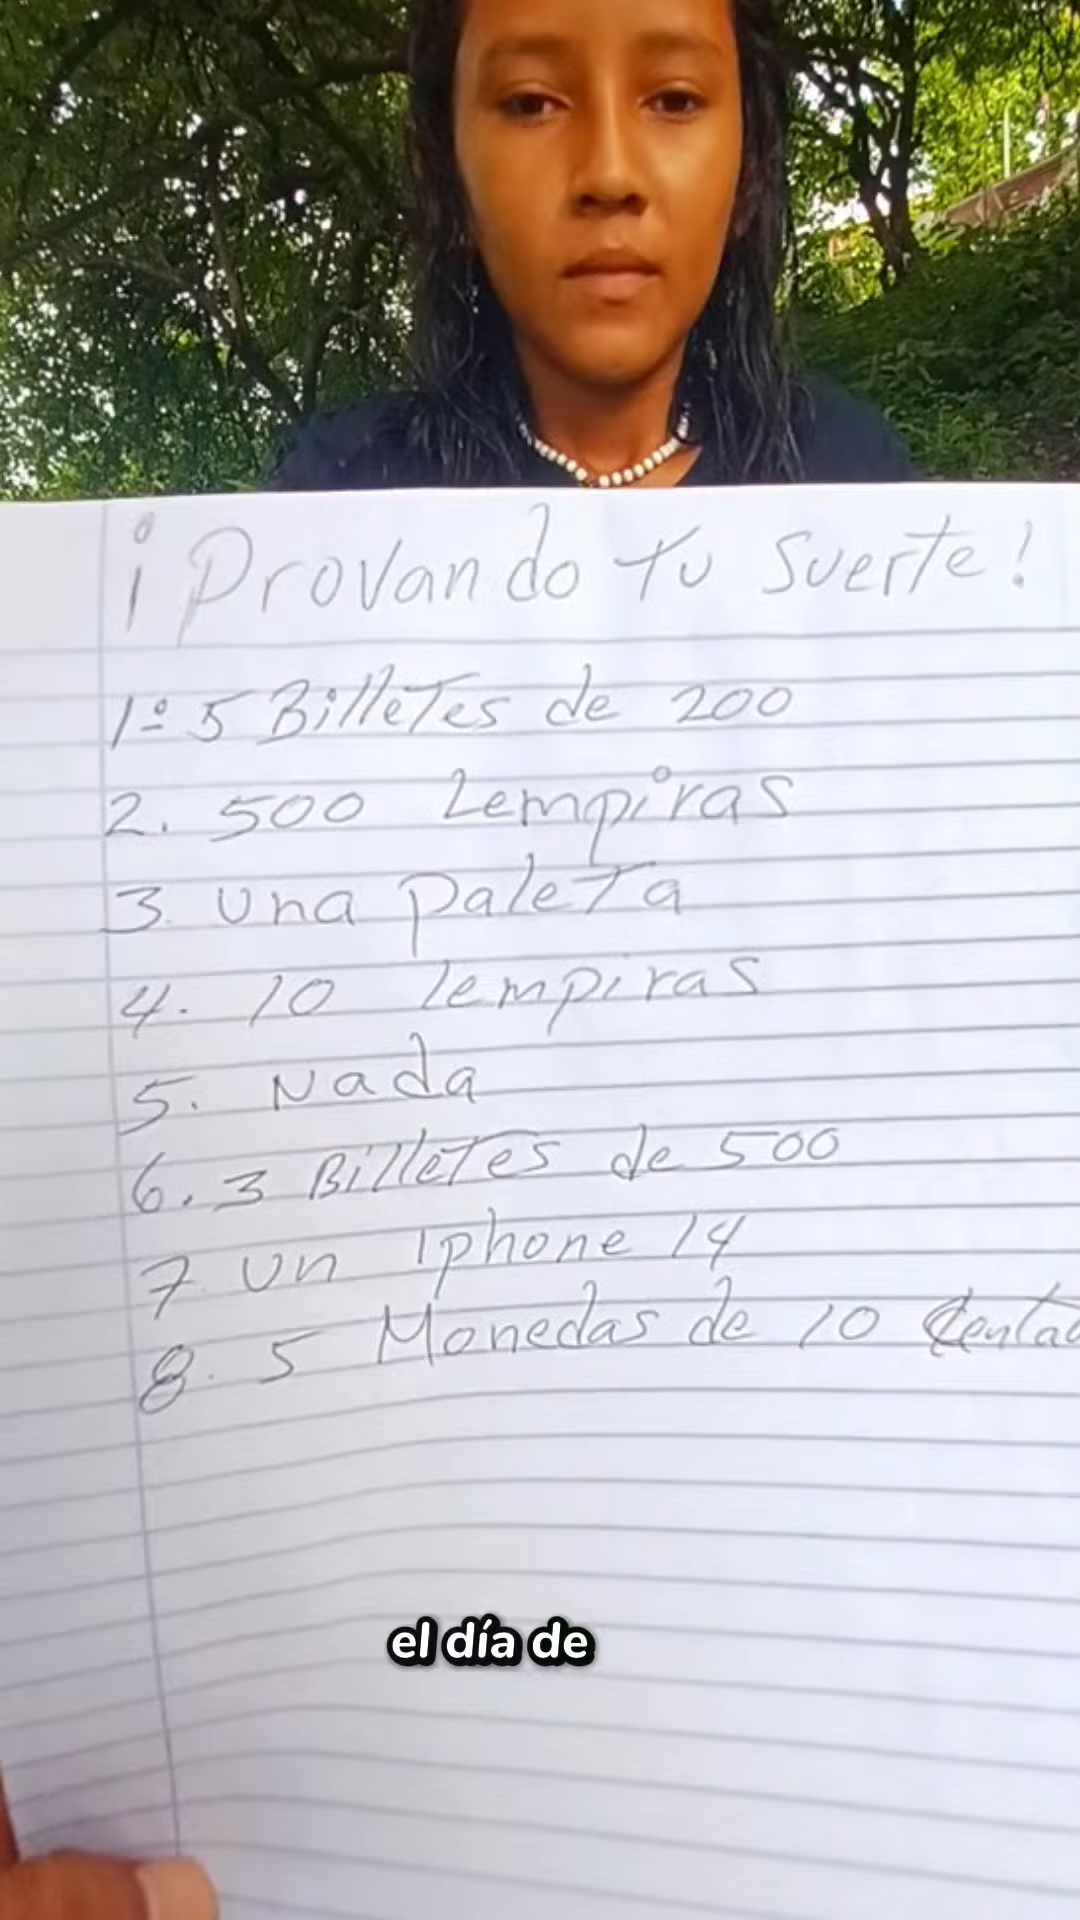 ¡Provando tu suerte!
1º 5 Billetes de 200
2. 500 Lempiras
3. Una paleta
4. 10 lempiras
5. Nada
6. 3 Billetes de 500
7 Un Iphone 14
8. 5 Monedas de 10
el día de